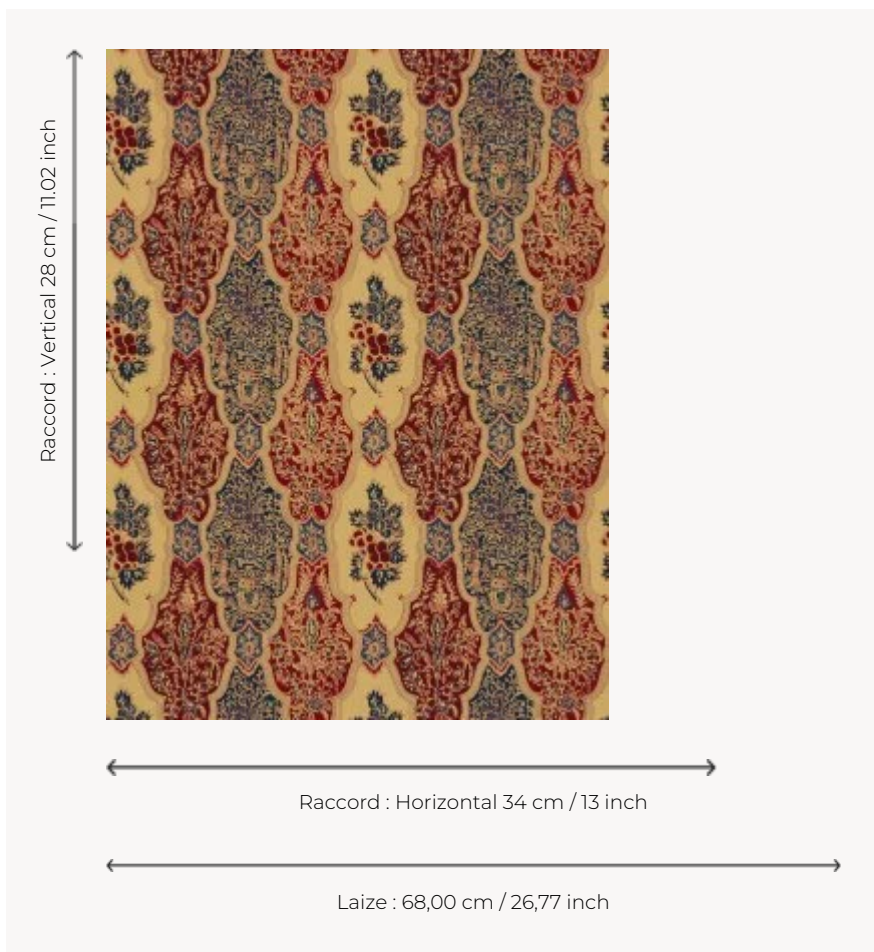 Raccord : Vertical 28 cm / 11.02 inch
Raccord : Horizontal 34 cm / 13 inch
Laize : 68,00 cm / 26,77 inch